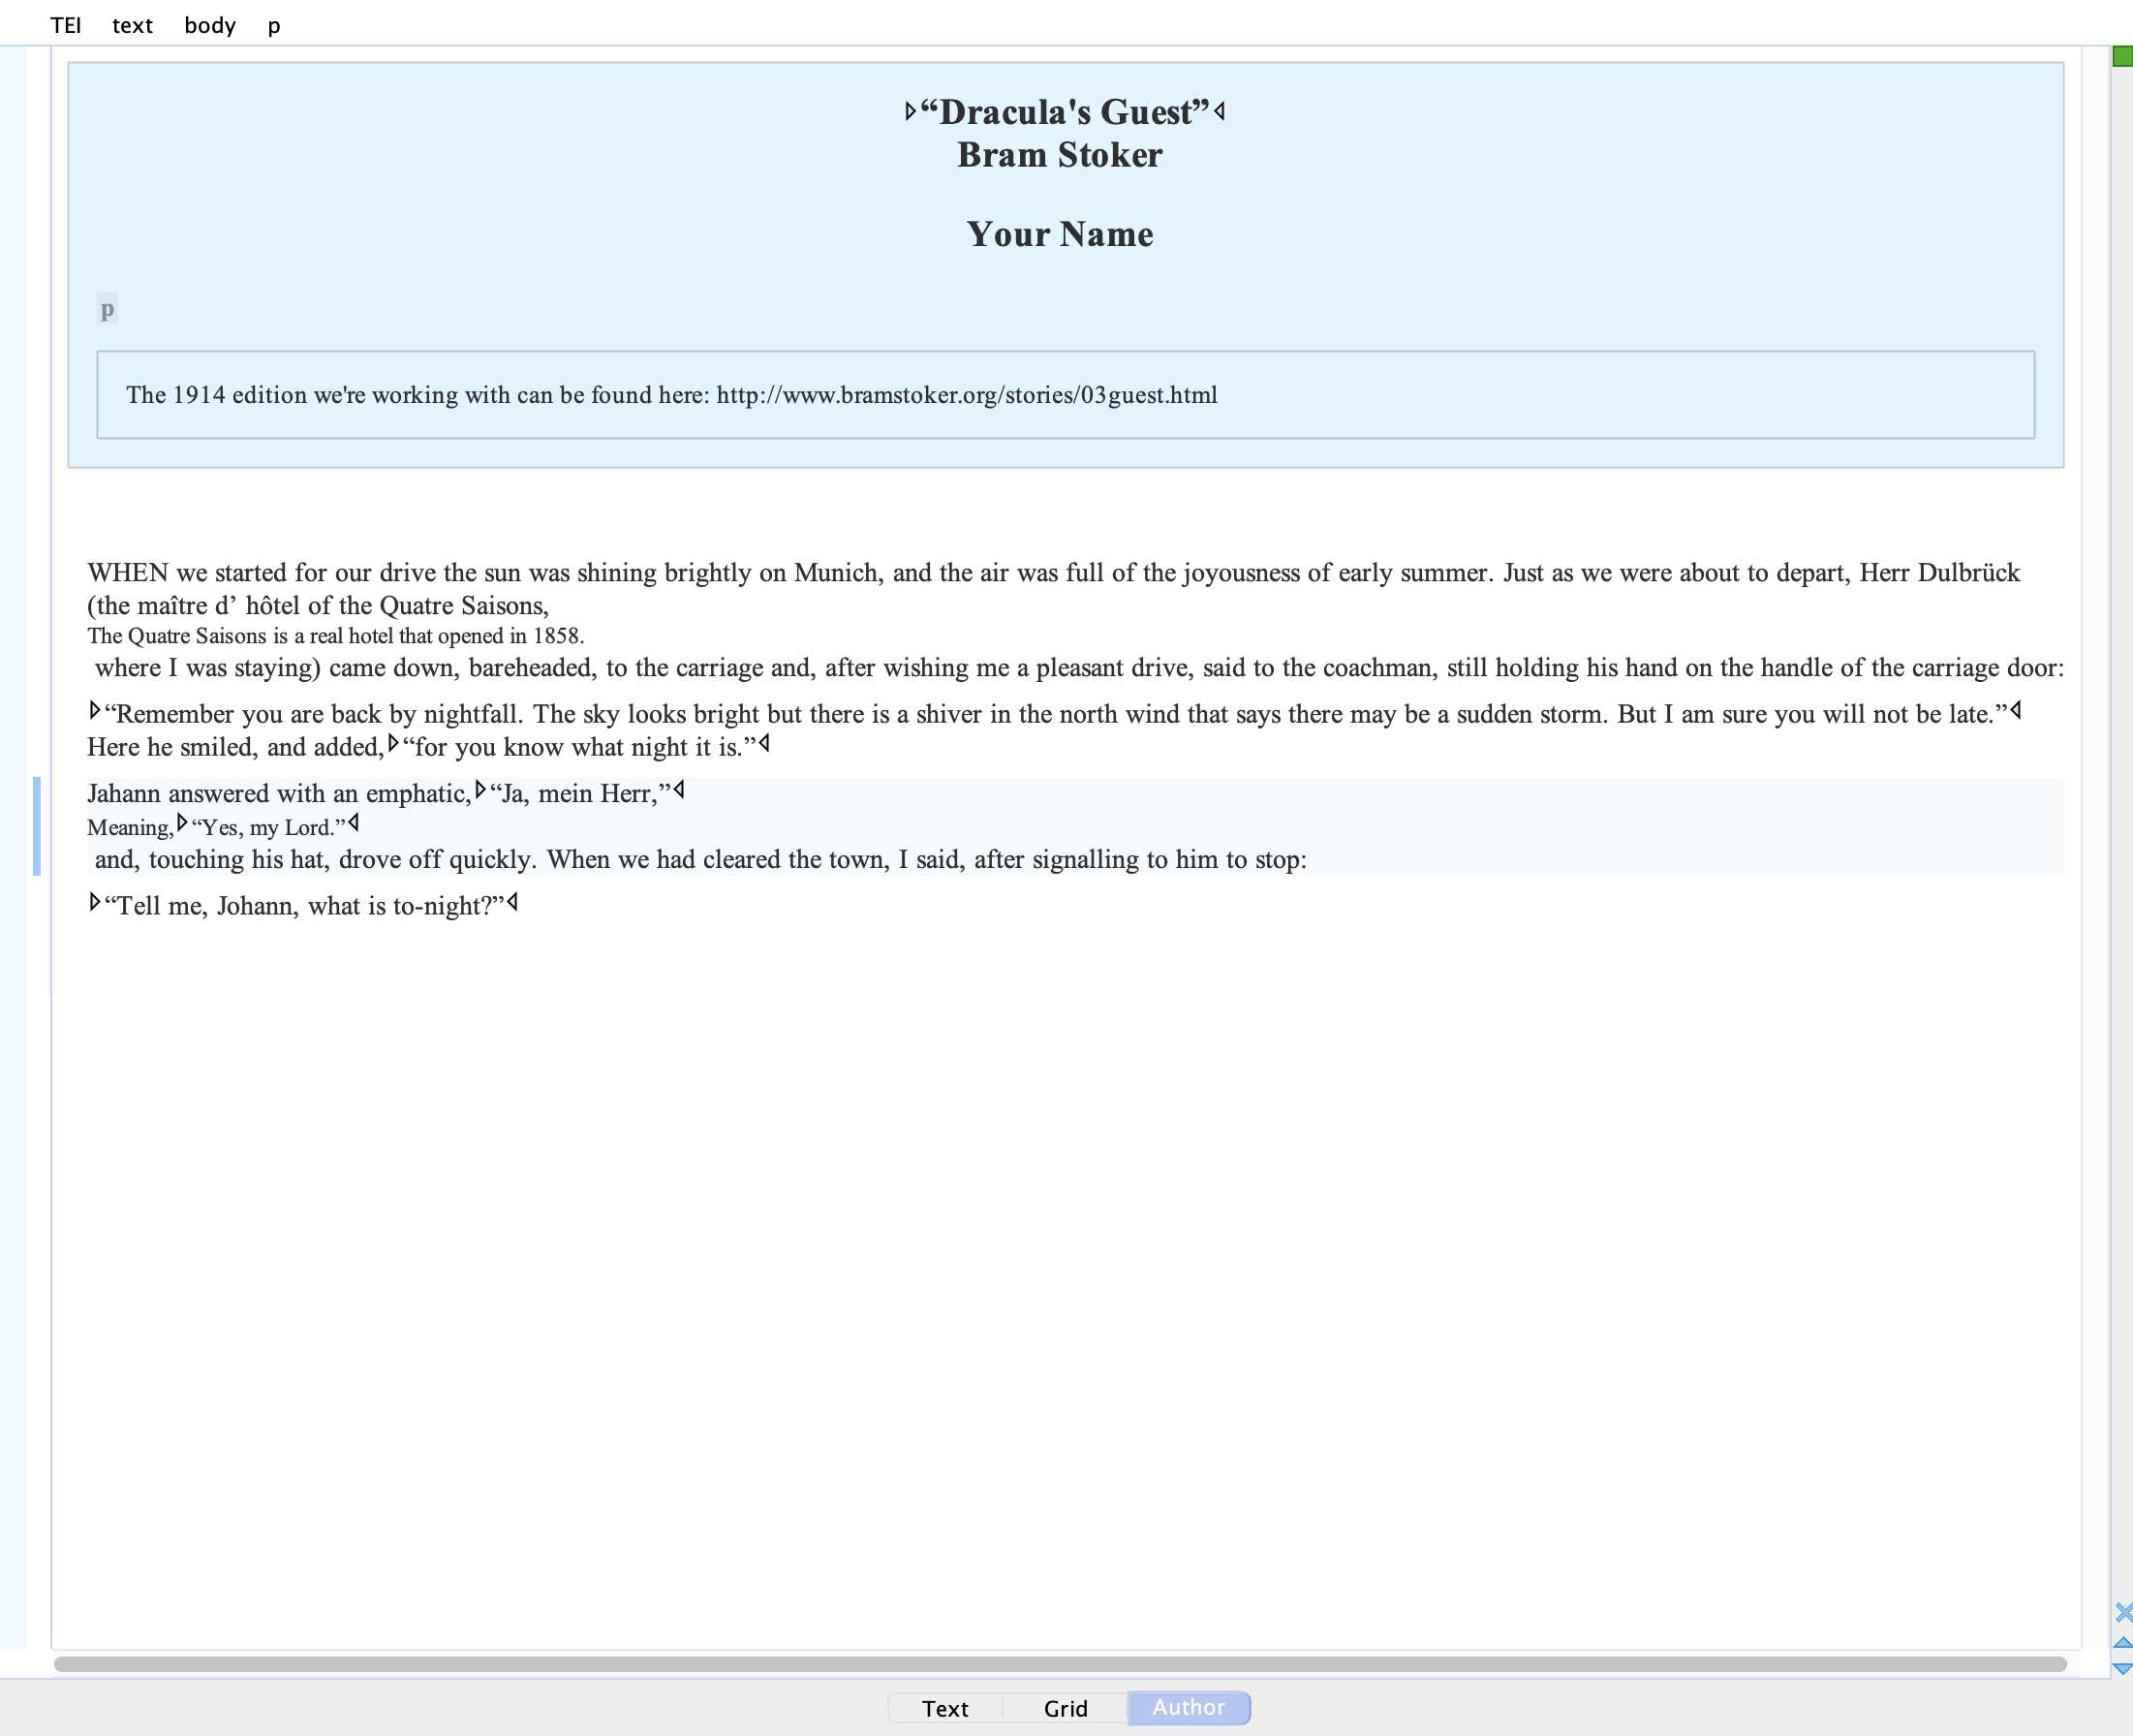 TEI text body p
“Dracula's Guest”
Bram Stoker
Your Name
p
The 1914 edition we're working with can be found here: http://www.bramstoker.org/stories/03guest.html
WHEN we started for our drive the sun was shining brightly on Munich, and the air was full of the joyousness of early summer. Just as we were about to depart, Herr Dulbrück
(the maître d’ hôtel of the Quatre Saisons,
The Quatre Saisons is a real hotel that opened in 1858.
where I was staying) came down, bareheaded, to the carriage and, after wishing me a pleasant drive, said to the coachman, still holding his hand on the handle of the carriage door:
“Remember you are back by nightfall. The sky looks bright but there is a shiver in the north wind that says there may be a sudden storm. But I am sure you will not be late.”
Here he smiled, and added, “for you know what night it is.”
Jahann answered with an emphatic, “Ja, mein Herr,”
Meaning, “Yes, my Lord.”
and, touching his hat, drove off quickly. When we had cleared the town, I said, after signalling to him to stop:
“Tell me, Johann, what is to-night?”
Text Grid Author